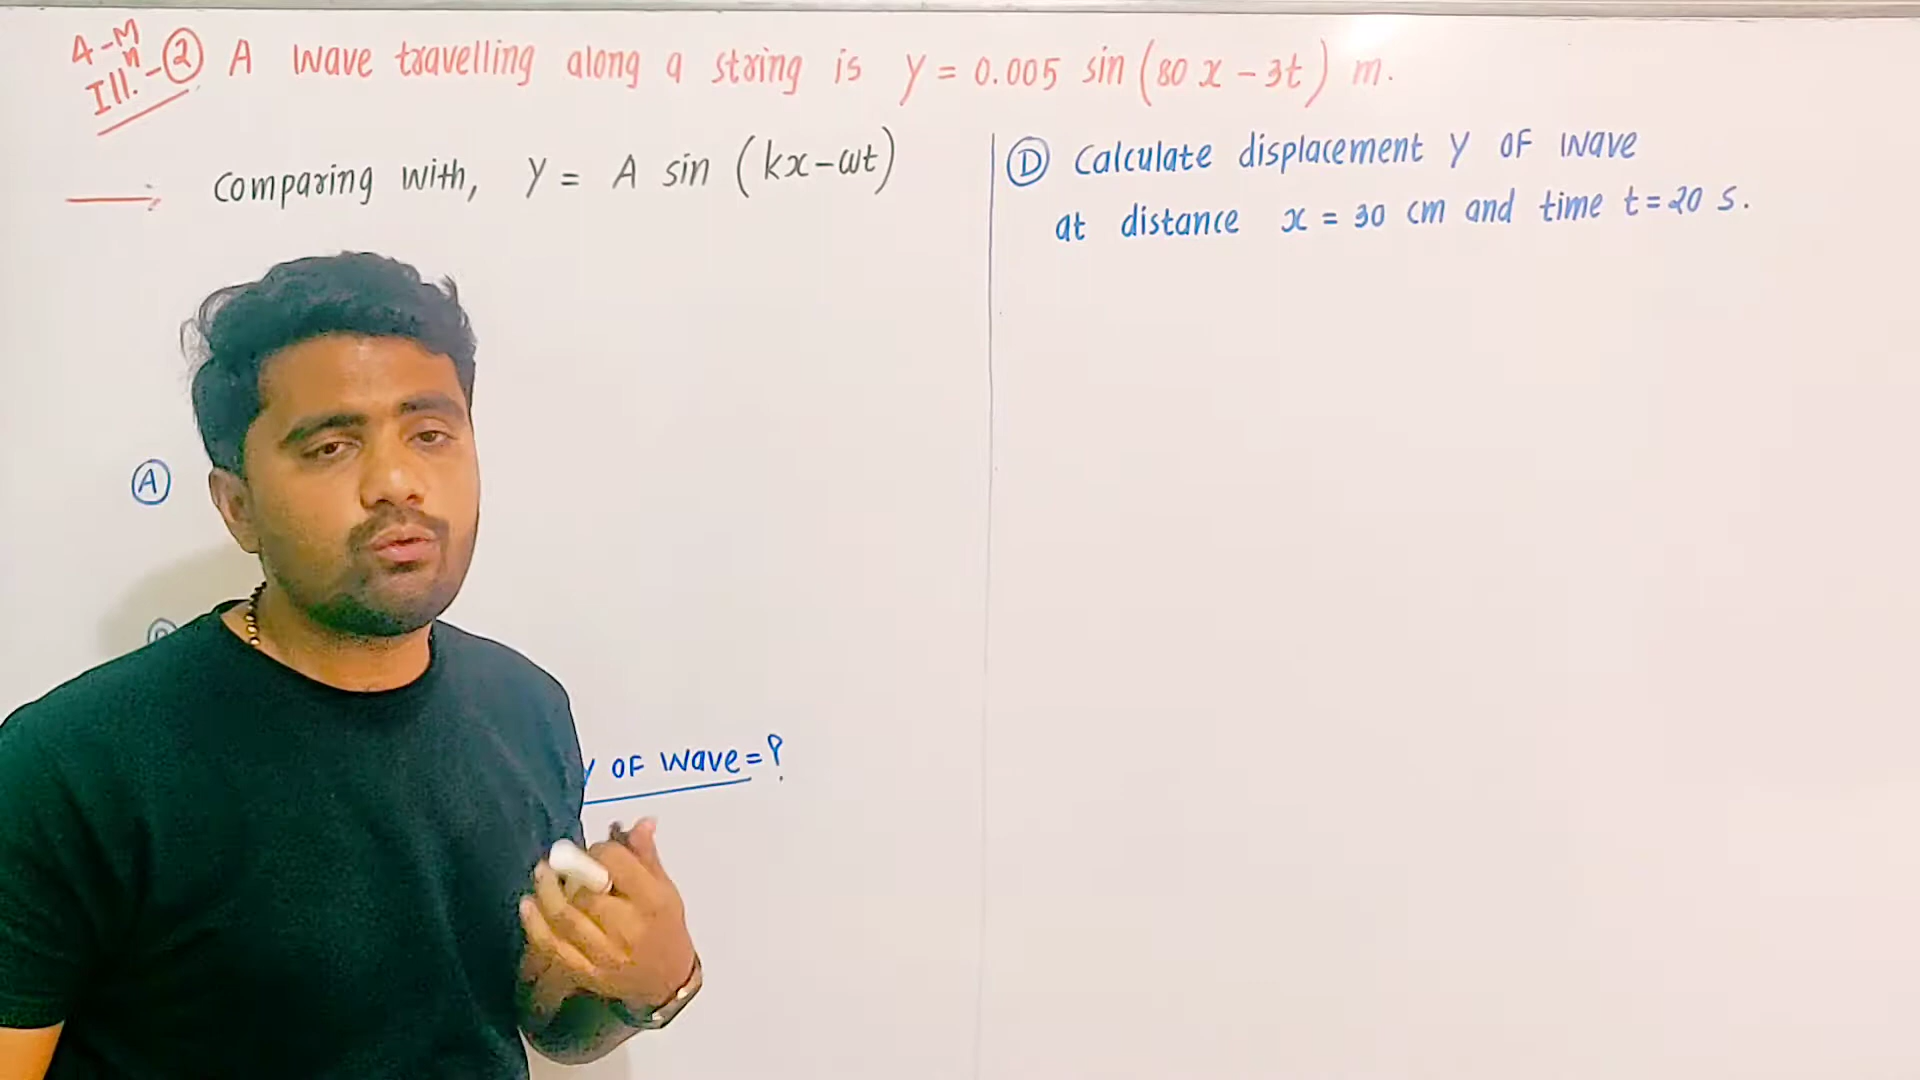 4-M
Ill.ⁿ-② A wave travelling along a string is y = 0.005 sin (80 x - 3t) m.
Comparing with, y = A sin (kx-ωt)
Ⓐ
y of wave=?
Ⓓ Calculate displacement y of wave
at distance x = 30 cm and time t=20 s.